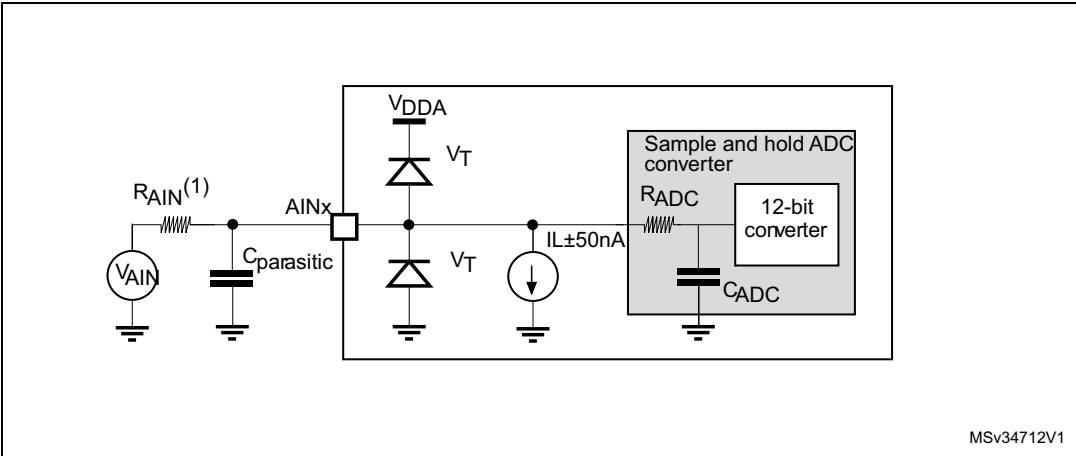 VDDA
VT
Sample and hold ADC
converter
RAIN(1)
AINx
RADC
12-bit
converter
IL±50nA
VAIN
Cparasitic
VT
CADC
MSv34712V1